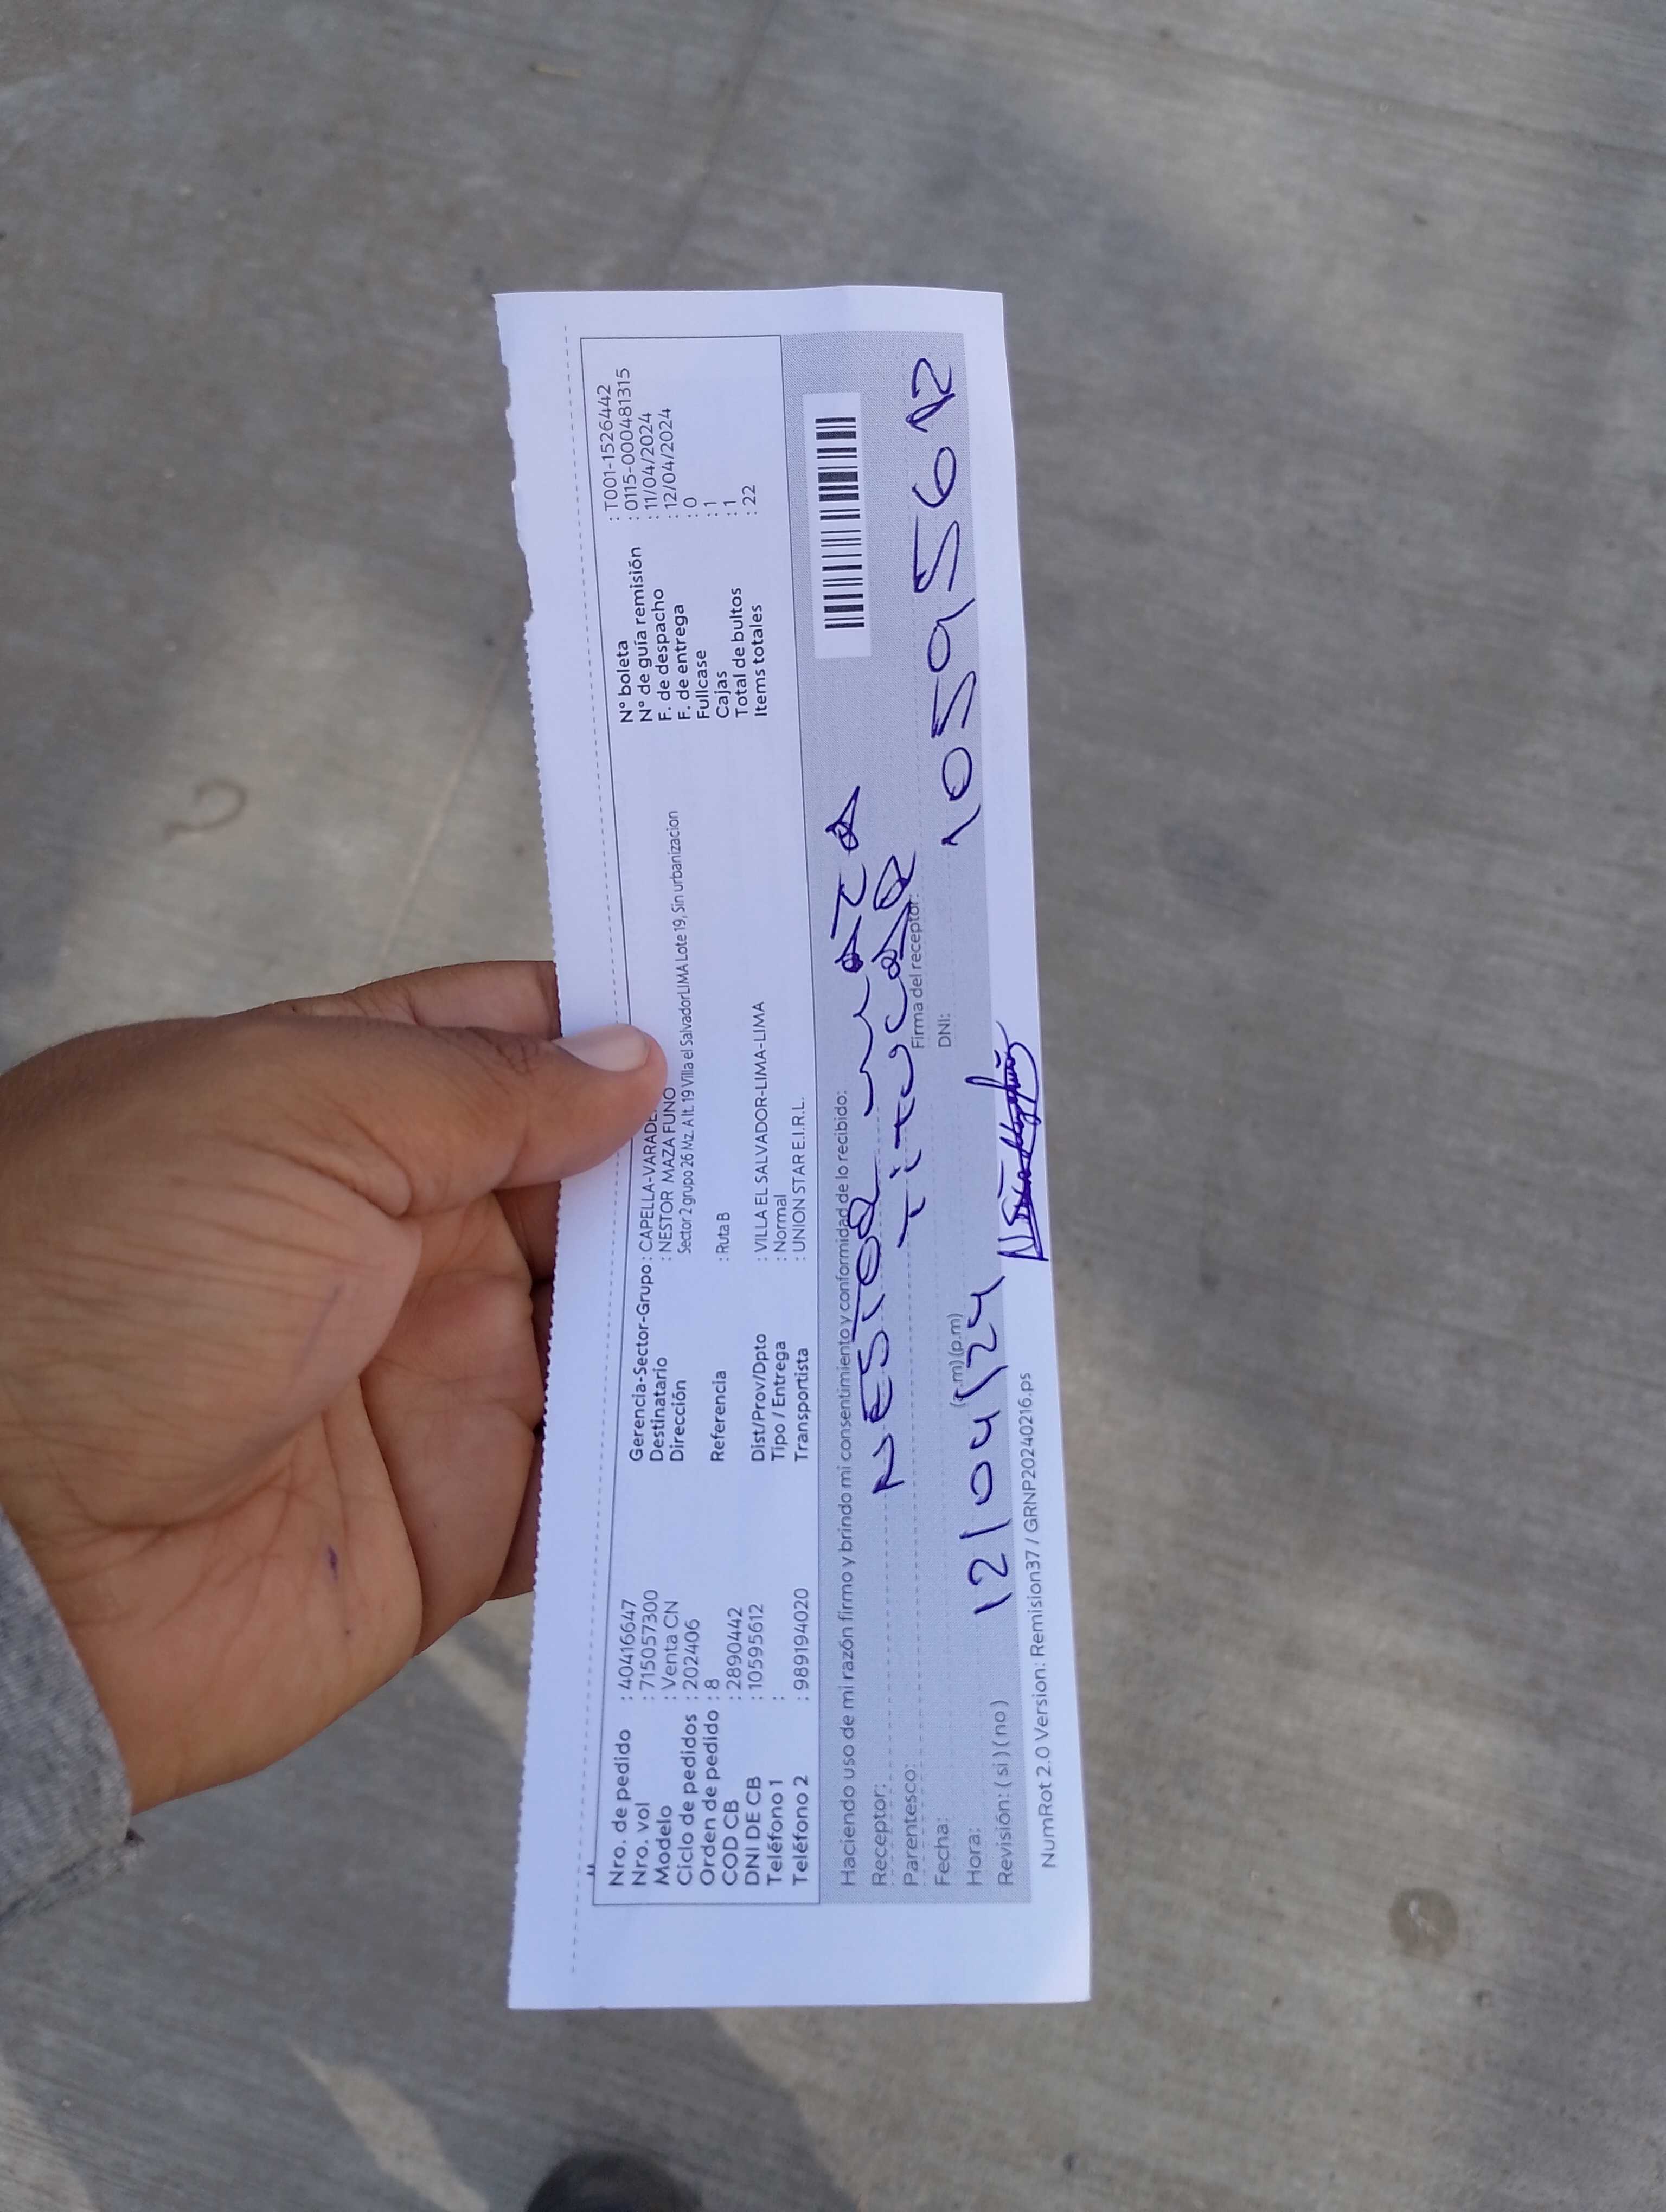 Nro. de pedido : 40416647
Nro. vol : 715057300
Modelo : Venta CN
Ciclo de pedidos : 202406
Orden de pedido : 8
COD CB : 2890442
DNI DE CB : 10595612
Teléfono 1 :
Teléfono 2 : 989194020
Gerencia-Sector-Grupo : CAPELLA-VARADE
Destinatario : NESTOR MAZA FUNO
Dirección Sector 2 grupo 26 Mz. A lt. 19 Villa el SalvadorLIMA Lote 19, Sin urbanizacion
Referencia : Ruta B
Dist/Prov/Dpto : VILLA EL SALVADOR-LIMA-LIMA
Tipo / Entrega : Normal
Transportista : UNION STAR E.I.R.L.
N° boleta : T001-1526442
N° de guía remisión : 0115-000481315
F. de despacho : 11/04/2024
F. de entrega : 12/04/2024
Fullcase : 0
Cajas : 1
Total de bultos : 1
Items totales : 22
Haciendo uso de mi razón firmo y brindo mi consentimiento y conformidad de lo recibido:
Receptor: NESTOR MAZA
Parentesco: TiTuLAR
Firma del receptor:
Fecha: 12/04/24
DNI: 10595612
Hora: (a.m) (p.m)
Revisión: ( si ) ( no )
NumRot 2.0 Version: Remision37 / GRNP20240216.ps